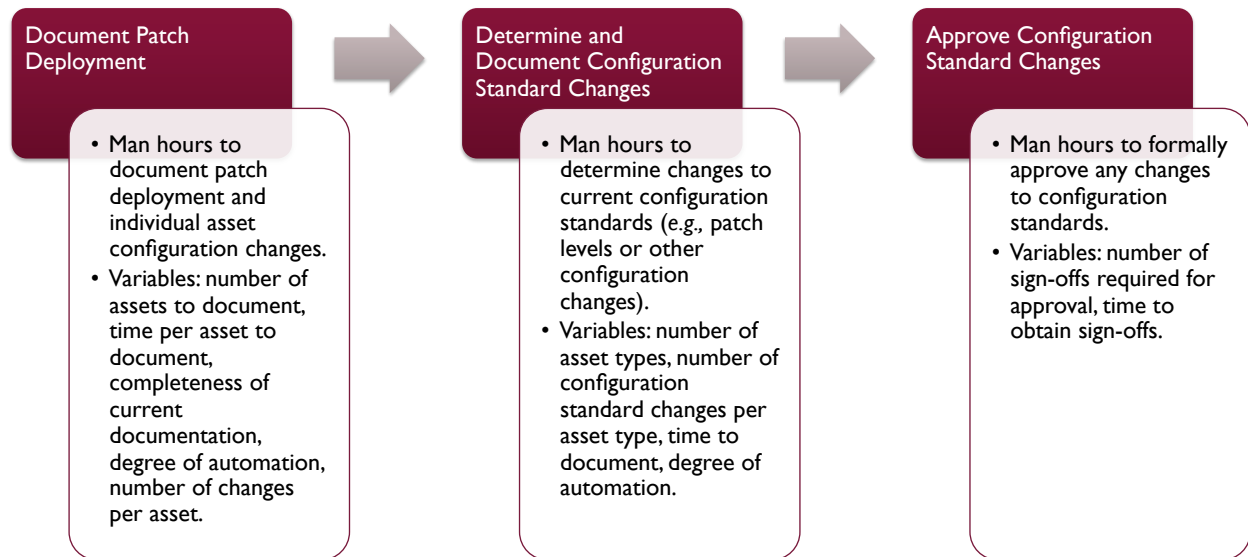 Document Patch
Deployment
• Man hours to
document patch
deployment and
individual asset
configuration changes.
• Variables: number of
assets to document,
time per asset to
document,
completeness of
current
documentation,
degree of automation,
number of changes
per asset.
Determine and
Document Configuration
Standard Changes
• Man hours to
determine changes to
current configuration
standards (e.g., patch
levels or other
configuration
changes).
• Variables: number of
asset types, number of
configuration
standard changes per
asset type, time to
document, degree of
automation.
Approve Configuration
Standard Changes
• Man hours to formally
approve any changes
to configuration
standards.
• Variables: number of
sign-offs required for
approval, time to
obtain sign-offs.